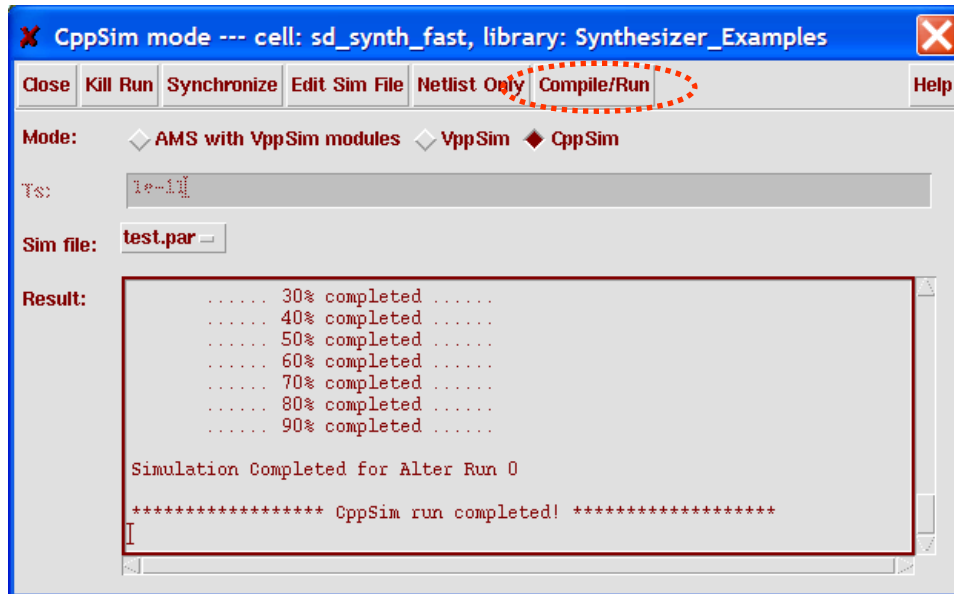 CppSim mode --- cell: sd_synth_fast, library: Synthesizer_Examples
Close Kill Run Synchronize Edit Sim File Netlist Only Compile/Run Help
Mode: AMS with VppSim modules VppSim CppSim
Ts: 1e-11
Sim file: test.par
Result:
...... 30% completed ......
...... 40% completed ......
...... 50% completed ......
...... 60% completed ......
...... 70% completed ......
...... 80% completed ......
...... 90% completed ......
Simulation Completed for Alter Run 0
****************** CppSim run completed! *******************